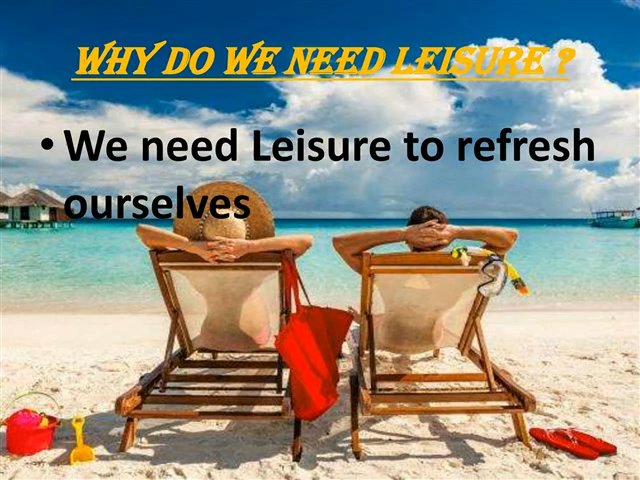 WHY DO WE NEED LEISURE ?
• We need Leisure to refresh
ourselves